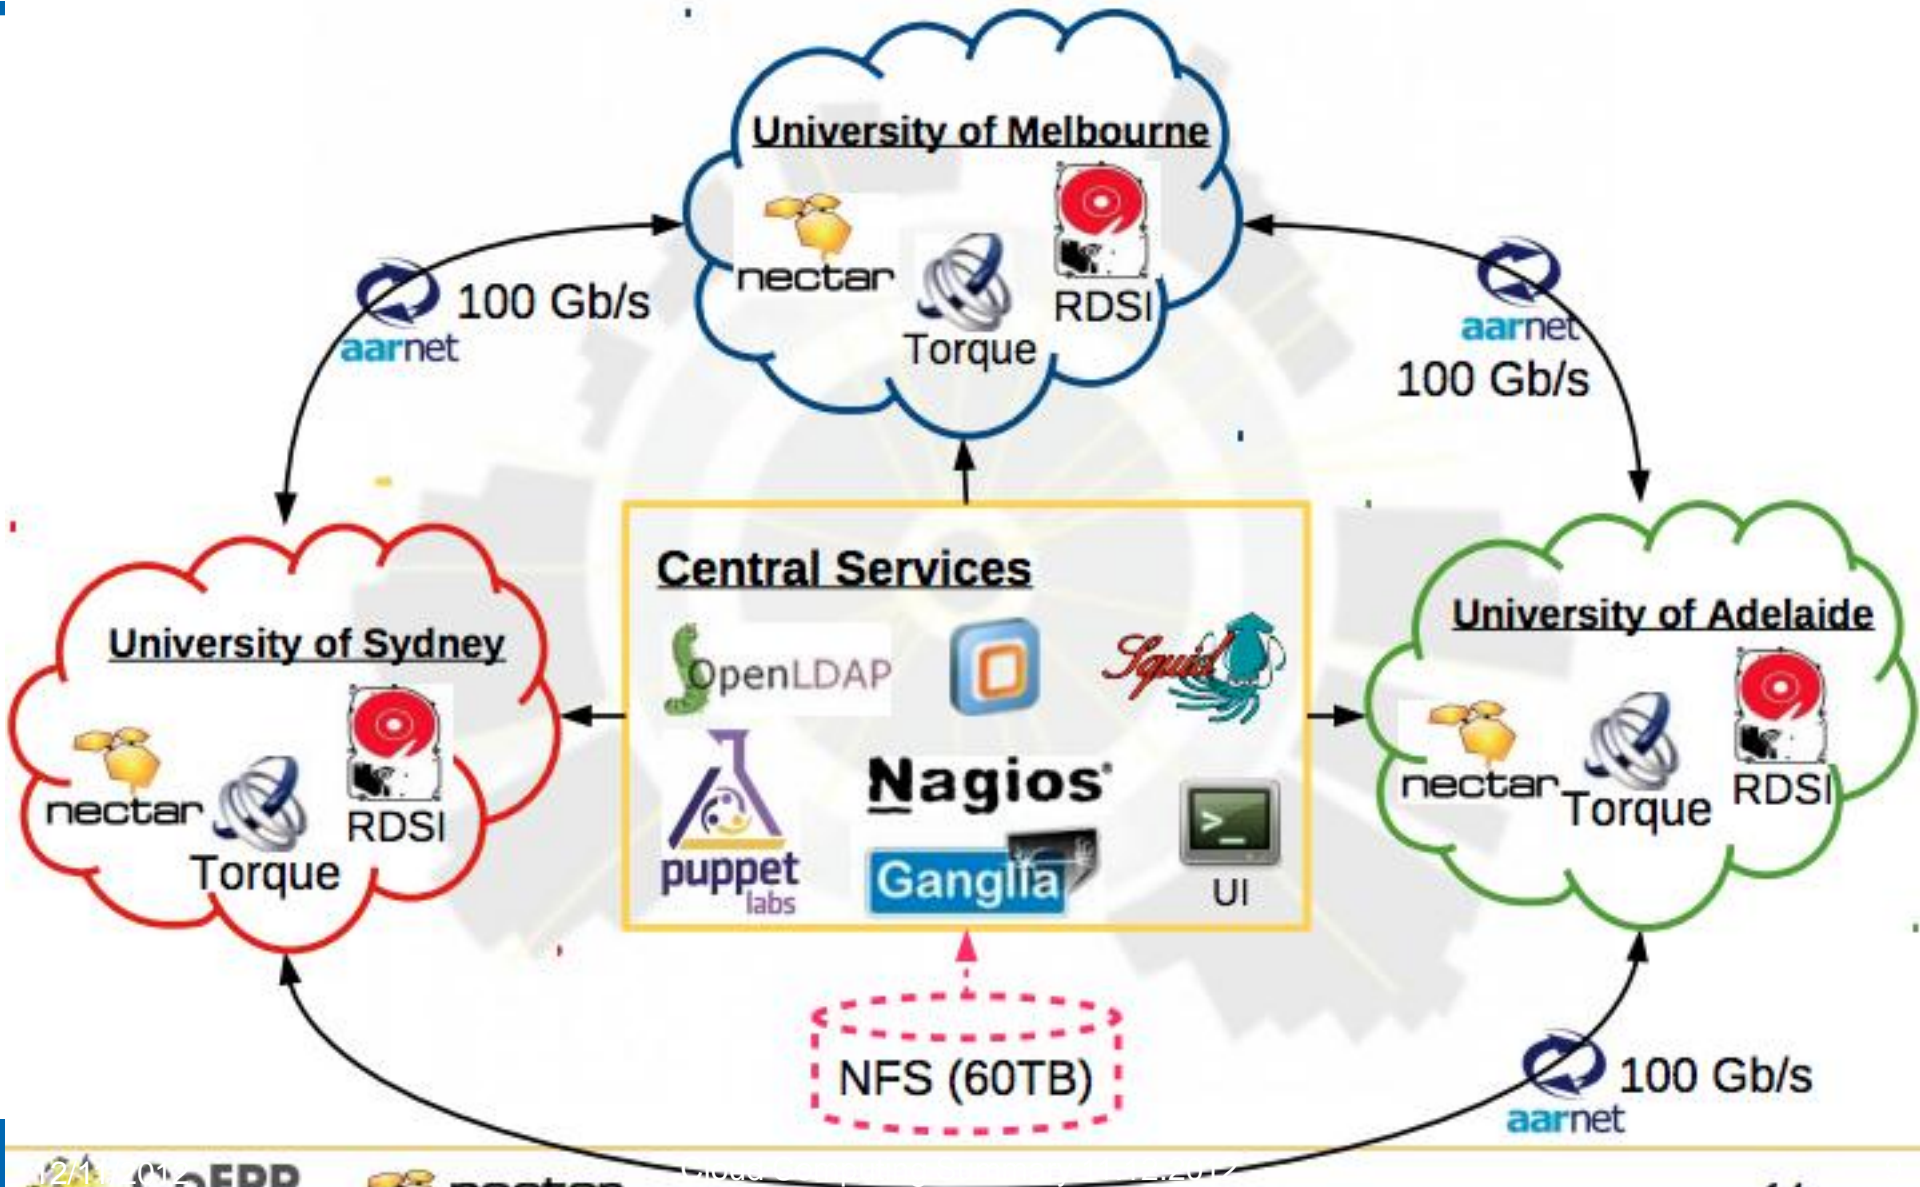 University of Melbourne
nectar
Torque
RDSI
aarnet
100 Gb/s
aarnet
100 Gb/s
Central Services
OpenLDAP
Squid
puppet
labs
Nagios
Ganglia
UI
University of Sydney
nectar
Torque
RDSI
University of Adelaide
nectar
Torque
RDSI
NFS (60TB)
aarnet
100 Gb/s
nectar